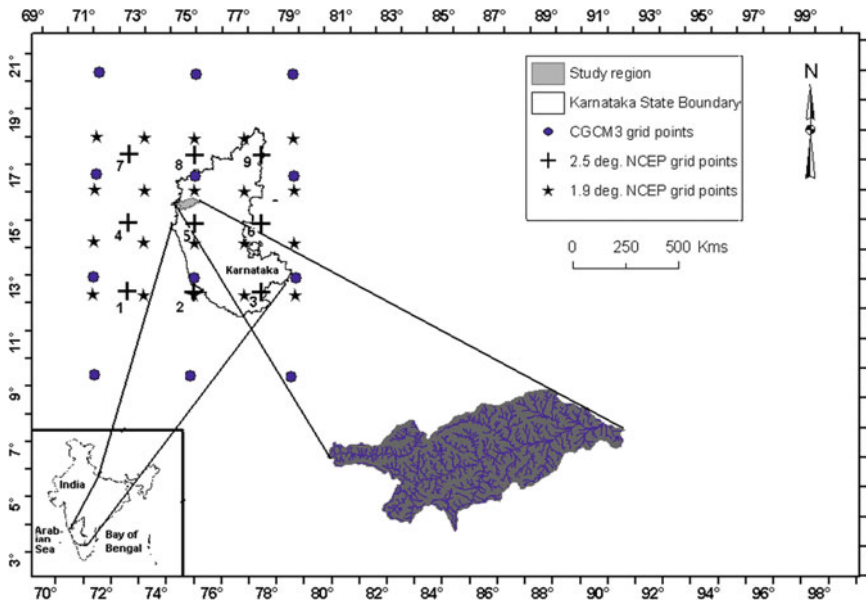 69° 71° 73° 75° 77° 79° 81° 83° 85° 87° 89° 91° 93° 95° 97° 99°
21°
19°
17°
15°
13°
11°
9°
7°
5°
3°
N
Study region
Karnataka State Boundary
CGCM3 grid points
2.5 deg. NCEP grid points
1.9 deg. NCEP grid points
0 250 500 Kms
7 8 9
4 5 6
Karnataka
1 2 3
India
Arab-
ian
Sea
Bay of
Bengal
70° 72° 74° 76° 78° 80° 82° 84° 86° 88° 90° 92° 94° 96° 98°